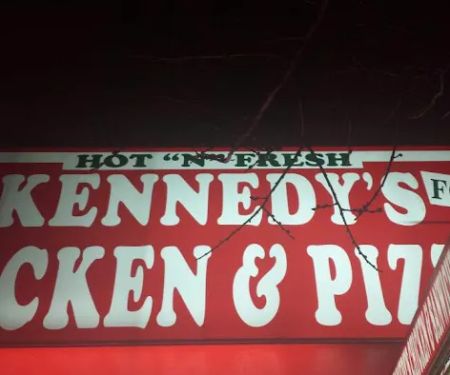 HOT "N" FRESH
KENNEDY'S
CKEN & PIZ